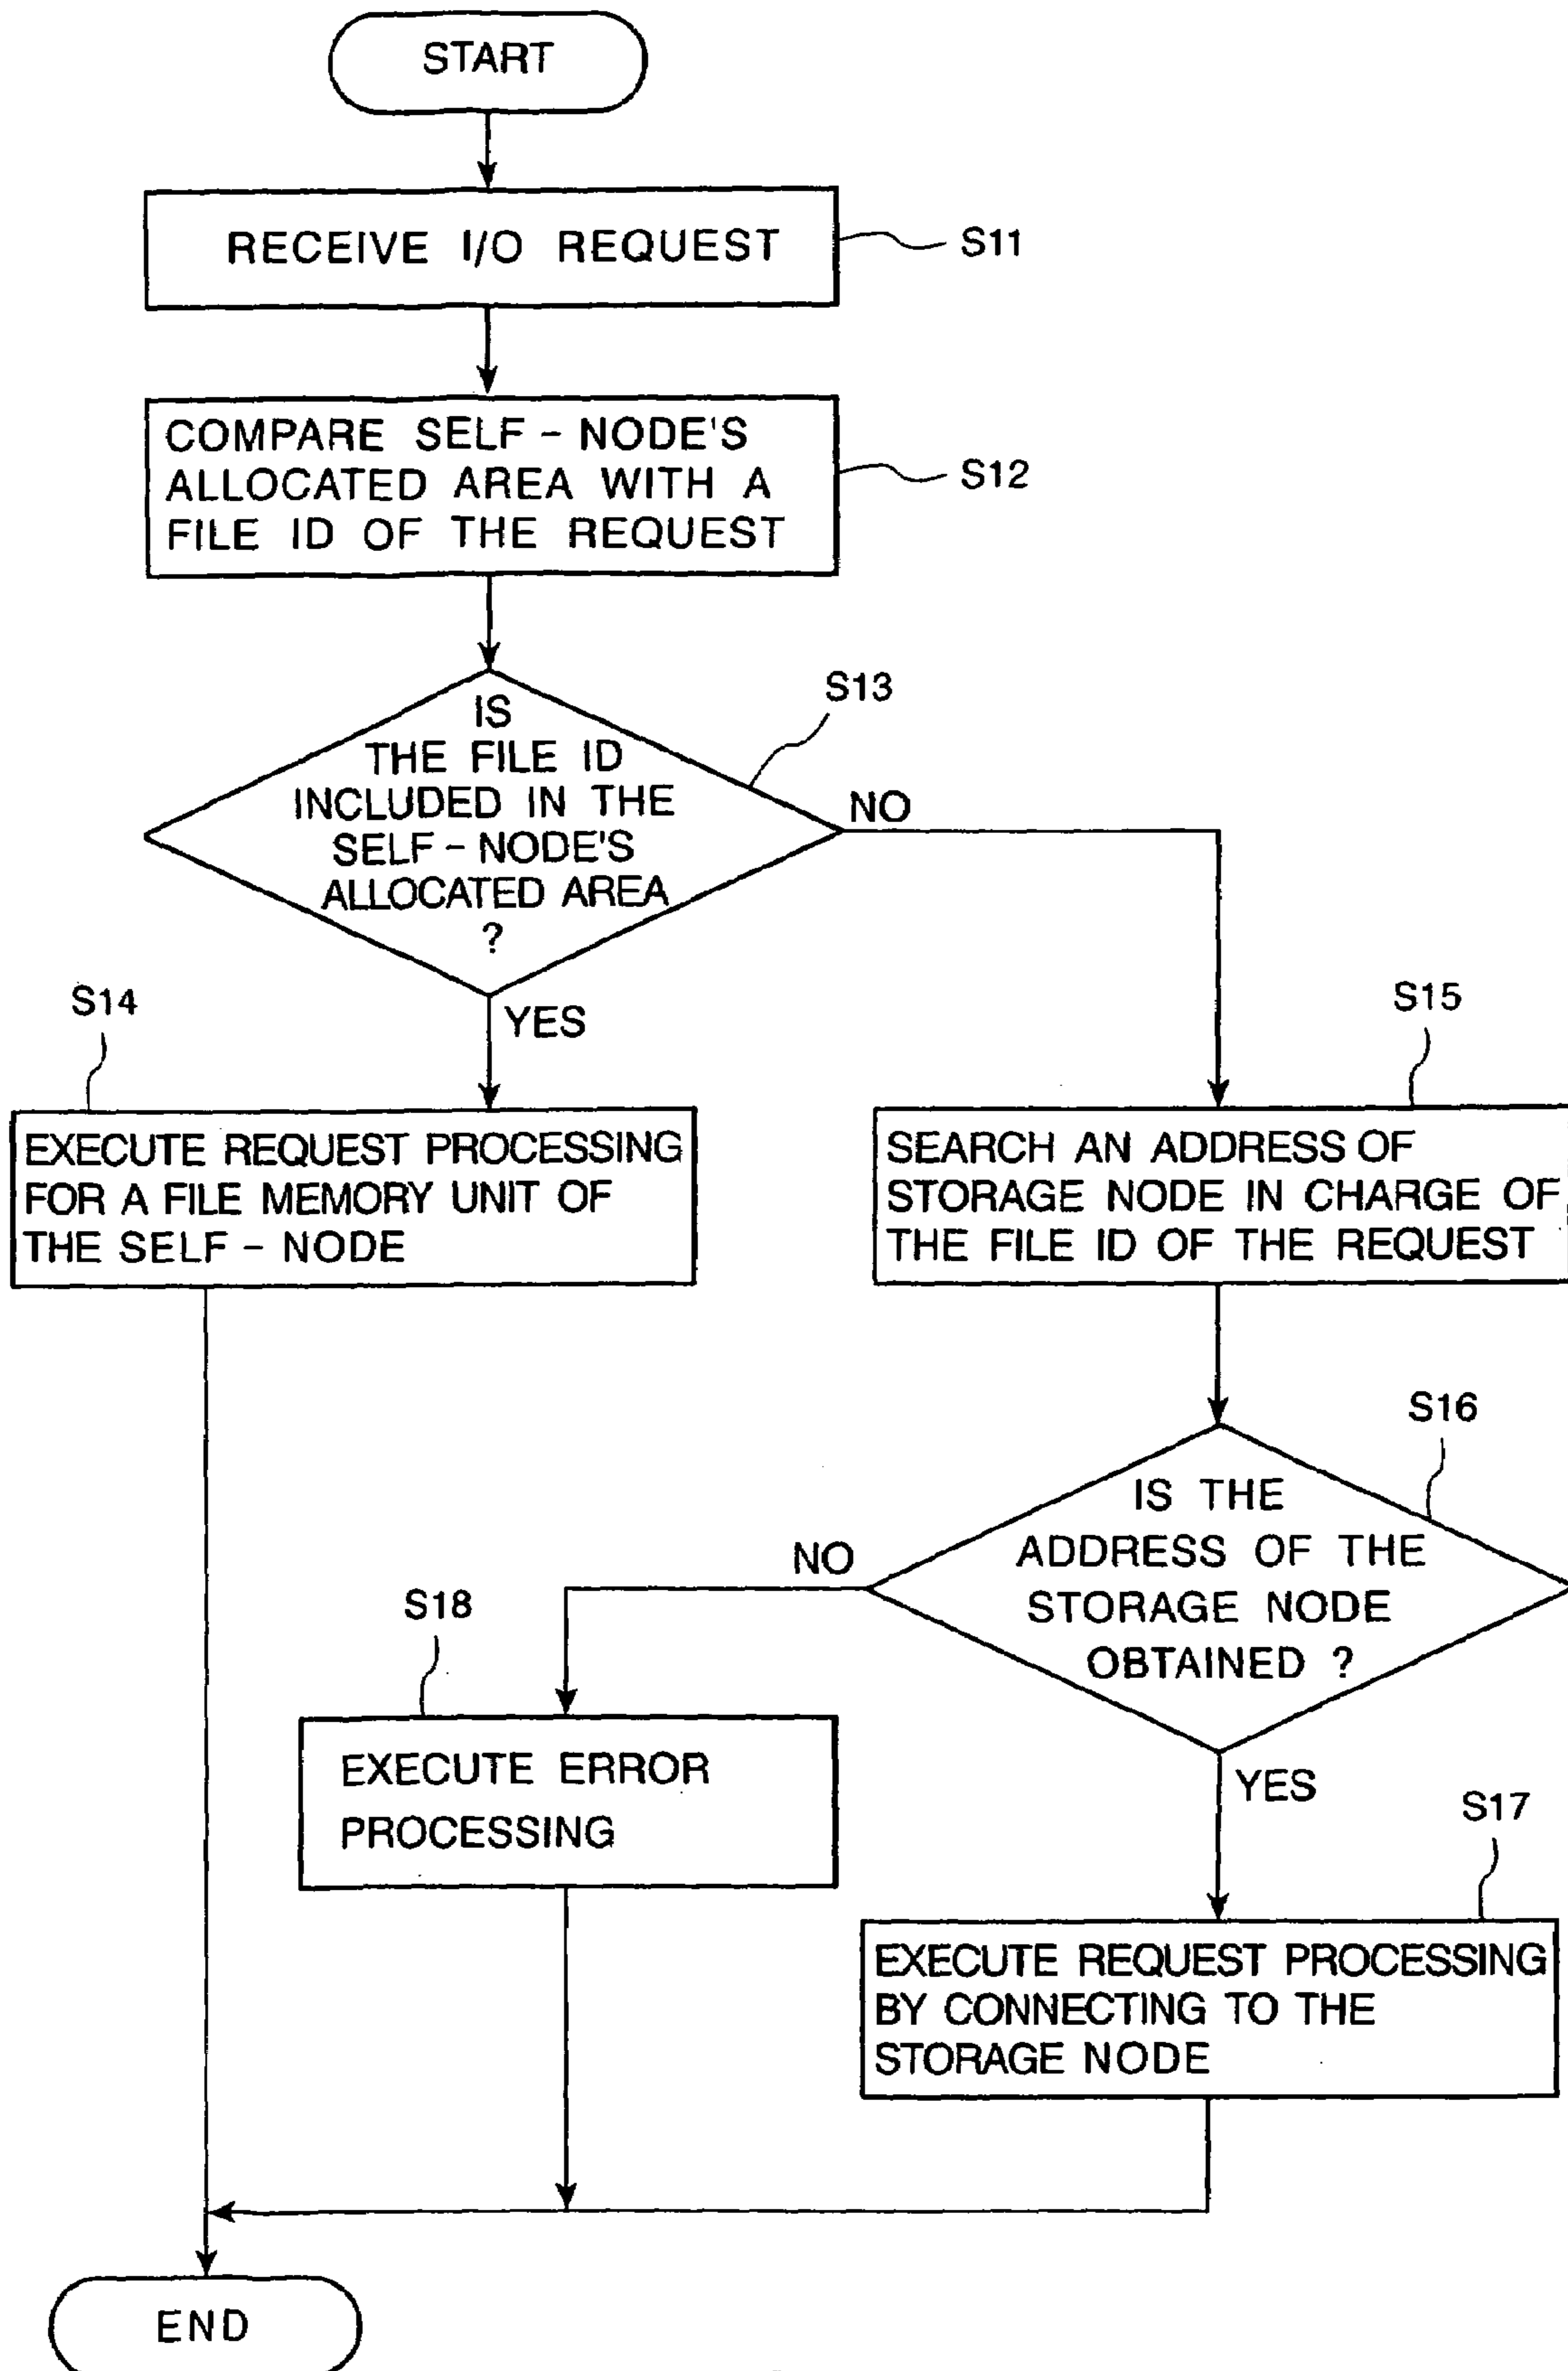 START
RECEIVE I/O REQUEST
S11
COMPARE SELF-NODE'S
ALLOCATED AREA WITH A
FILE ID OF THE REQUEST
S12
IS
THE FILE ID
INCLUDED IN THE
SELF-NODE'S
ALLOCATED AREA
?
S13
NO
YES
S14
EXECUTE REQUEST PROCESSING
FOR A FILE MEMORY UNIT OF
THE SELF-NODE
S15
SEARCH AN ADDRESS OF
STORAGE NODE IN CHARGE OF
THE FILE ID OF THE REQUEST
S16
IS THE
ADDRESS OF THE
STORAGE NODE
OBTAINED ?
NO
YES
S18
EXECUTE ERROR
PROCESSING
S17
EXECUTE REQUEST PROCESSING
BY CONNECTING TO THE
STORAGE NODE
END